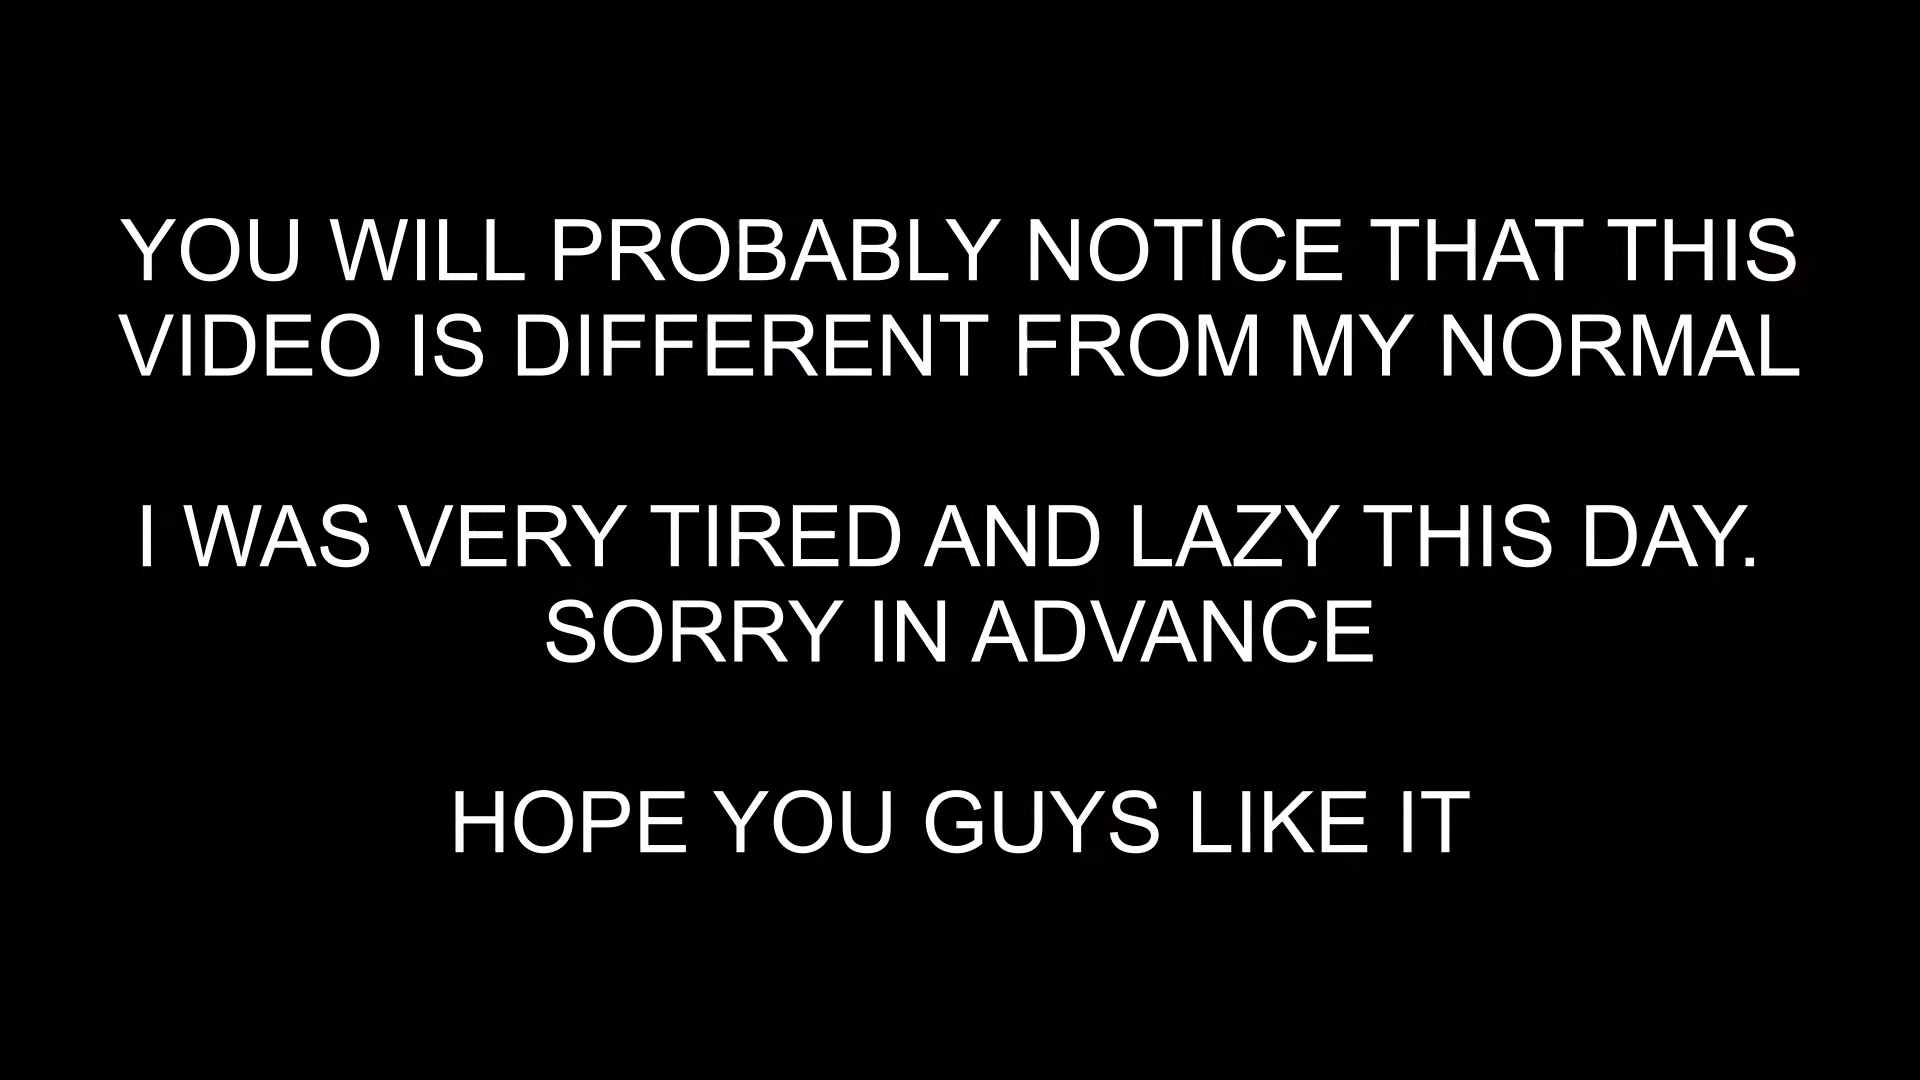 YOU WILL PROBABLY NOTICE THAT THIS
VIDEO IS DIFFERENT FROM MY NORMAL
I WAS VERY TIRED AND LAZY THIS DAY.
SORRY IN ADVANCE
HOPE YOU GUYS LIKE IT